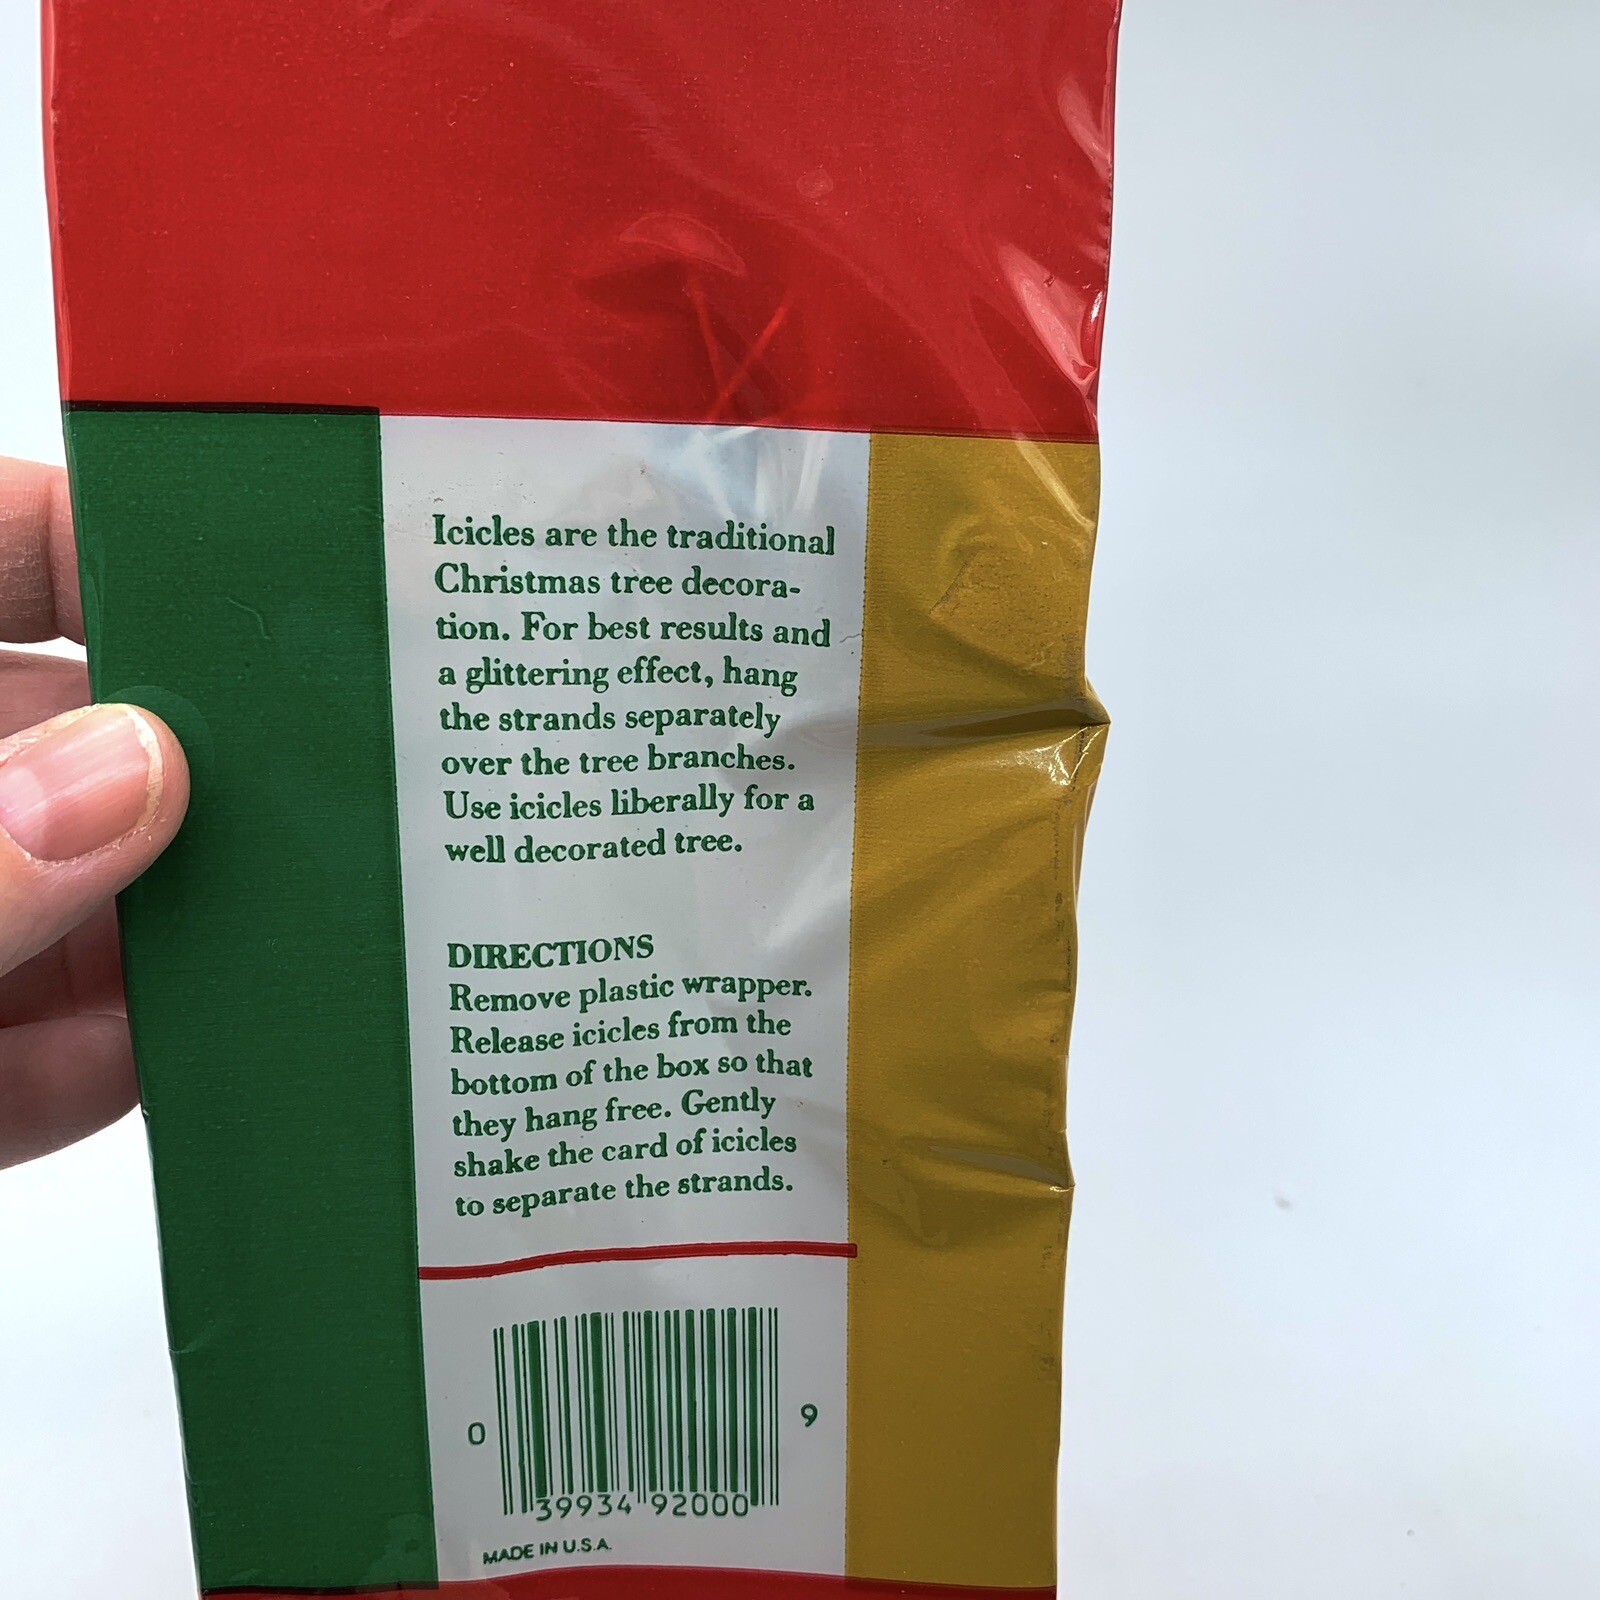 Icicles are the traditional
Christmas tree decora-
tion. For best results and
a glittering effect, hang
the strands separately
over the tree branches.
Use icicles liberally for a
well decorated tree.
DIRECTIONS
Remove plastic wrapper.
Release icicles from the
bottom of the box so that
they hang free. Gently
shake the card of icicles
to separate the strands.
0 39934 92000 9
MADE IN U.S.A.